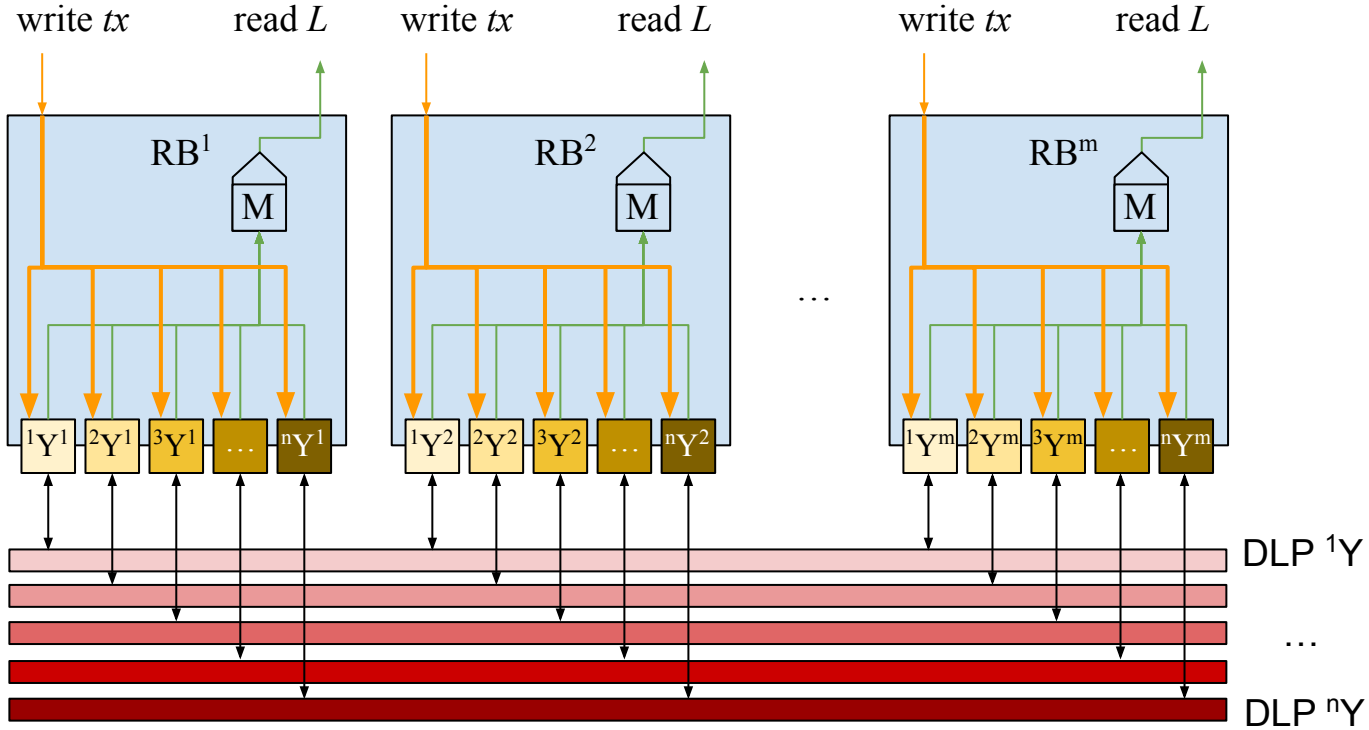 write tx read L write tx read L write tx read L
RB¹ RB² RBᵐ
M M M
…
¹Y¹ ²Y¹ ³Y¹ … ⁿY¹ ¹Y² ²Y² ³Y² … ⁿY² ¹Yᵐ ²Yᵐ ³Yᵐ … ⁿYᵐ
DLP ¹Y
…
DLP ⁿY